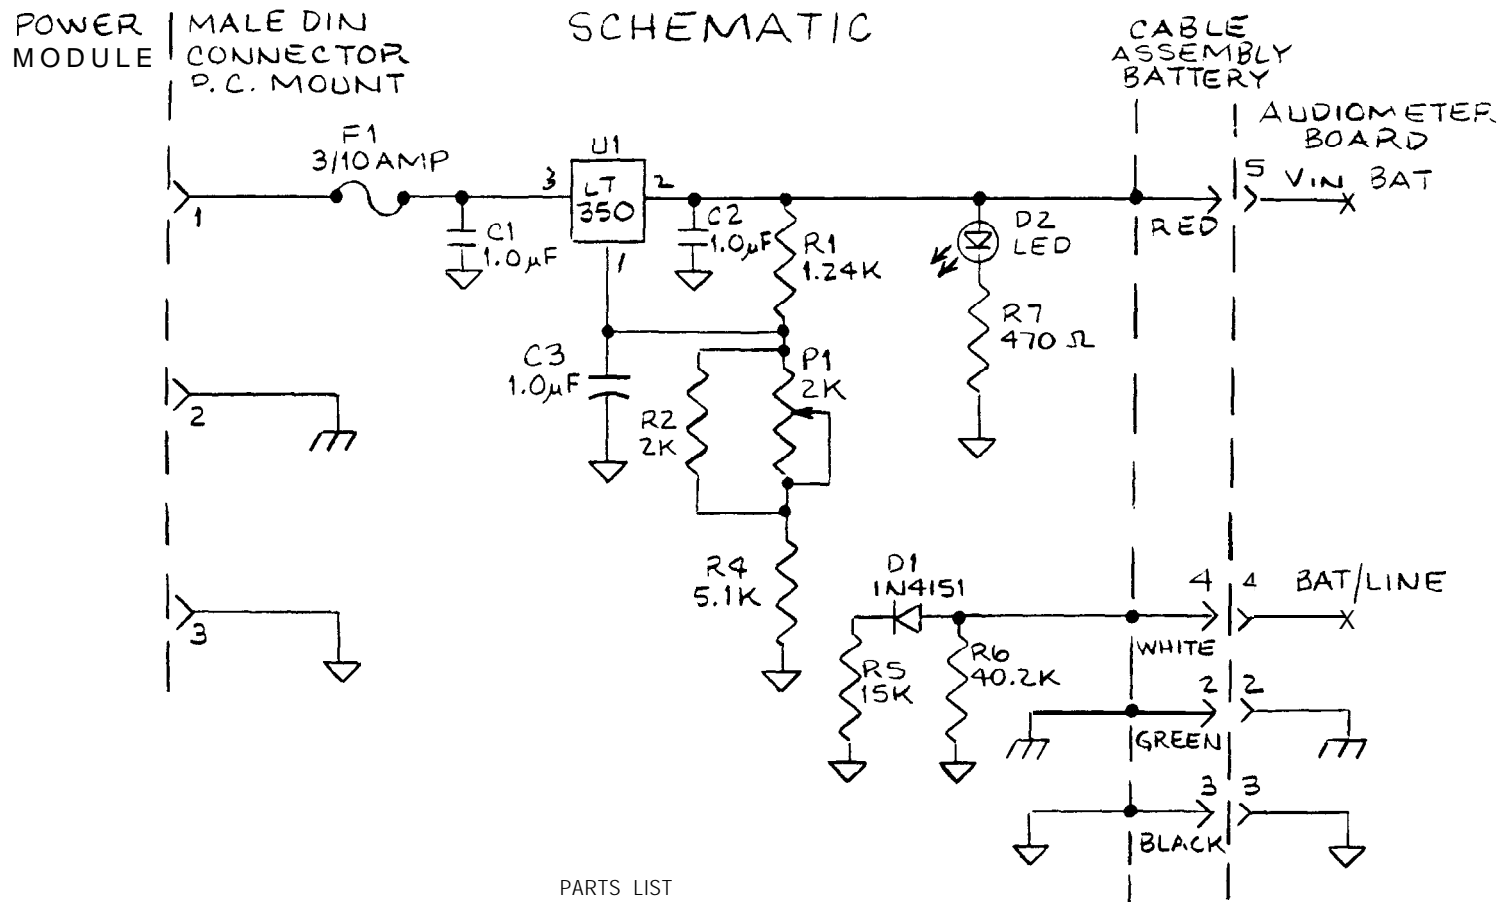 POWER
MODULE
MALE DIN
CONNECTOR
D.C. MOUNT
SCHEMATIC
CABLE
ASSEMBLY
BATTERY
AUDIOMETER
BOARD
F1
3/10 AMP
U1
LT
350
3
2
1
1
C1
1.0µF
C2
1.0µF
R1
1.24K
D2
LED
R7
470 Ω
RED
5
VIN BAT
C3
1.0µF
P1
2K
R2
2K
2
R4
5.1K
3
D1
1N4151
R5
15K
R6
40.2K
4
4
BAT/LINE
WHITE
2
2
GREEN
3
3
BLACK
PARTS LIST